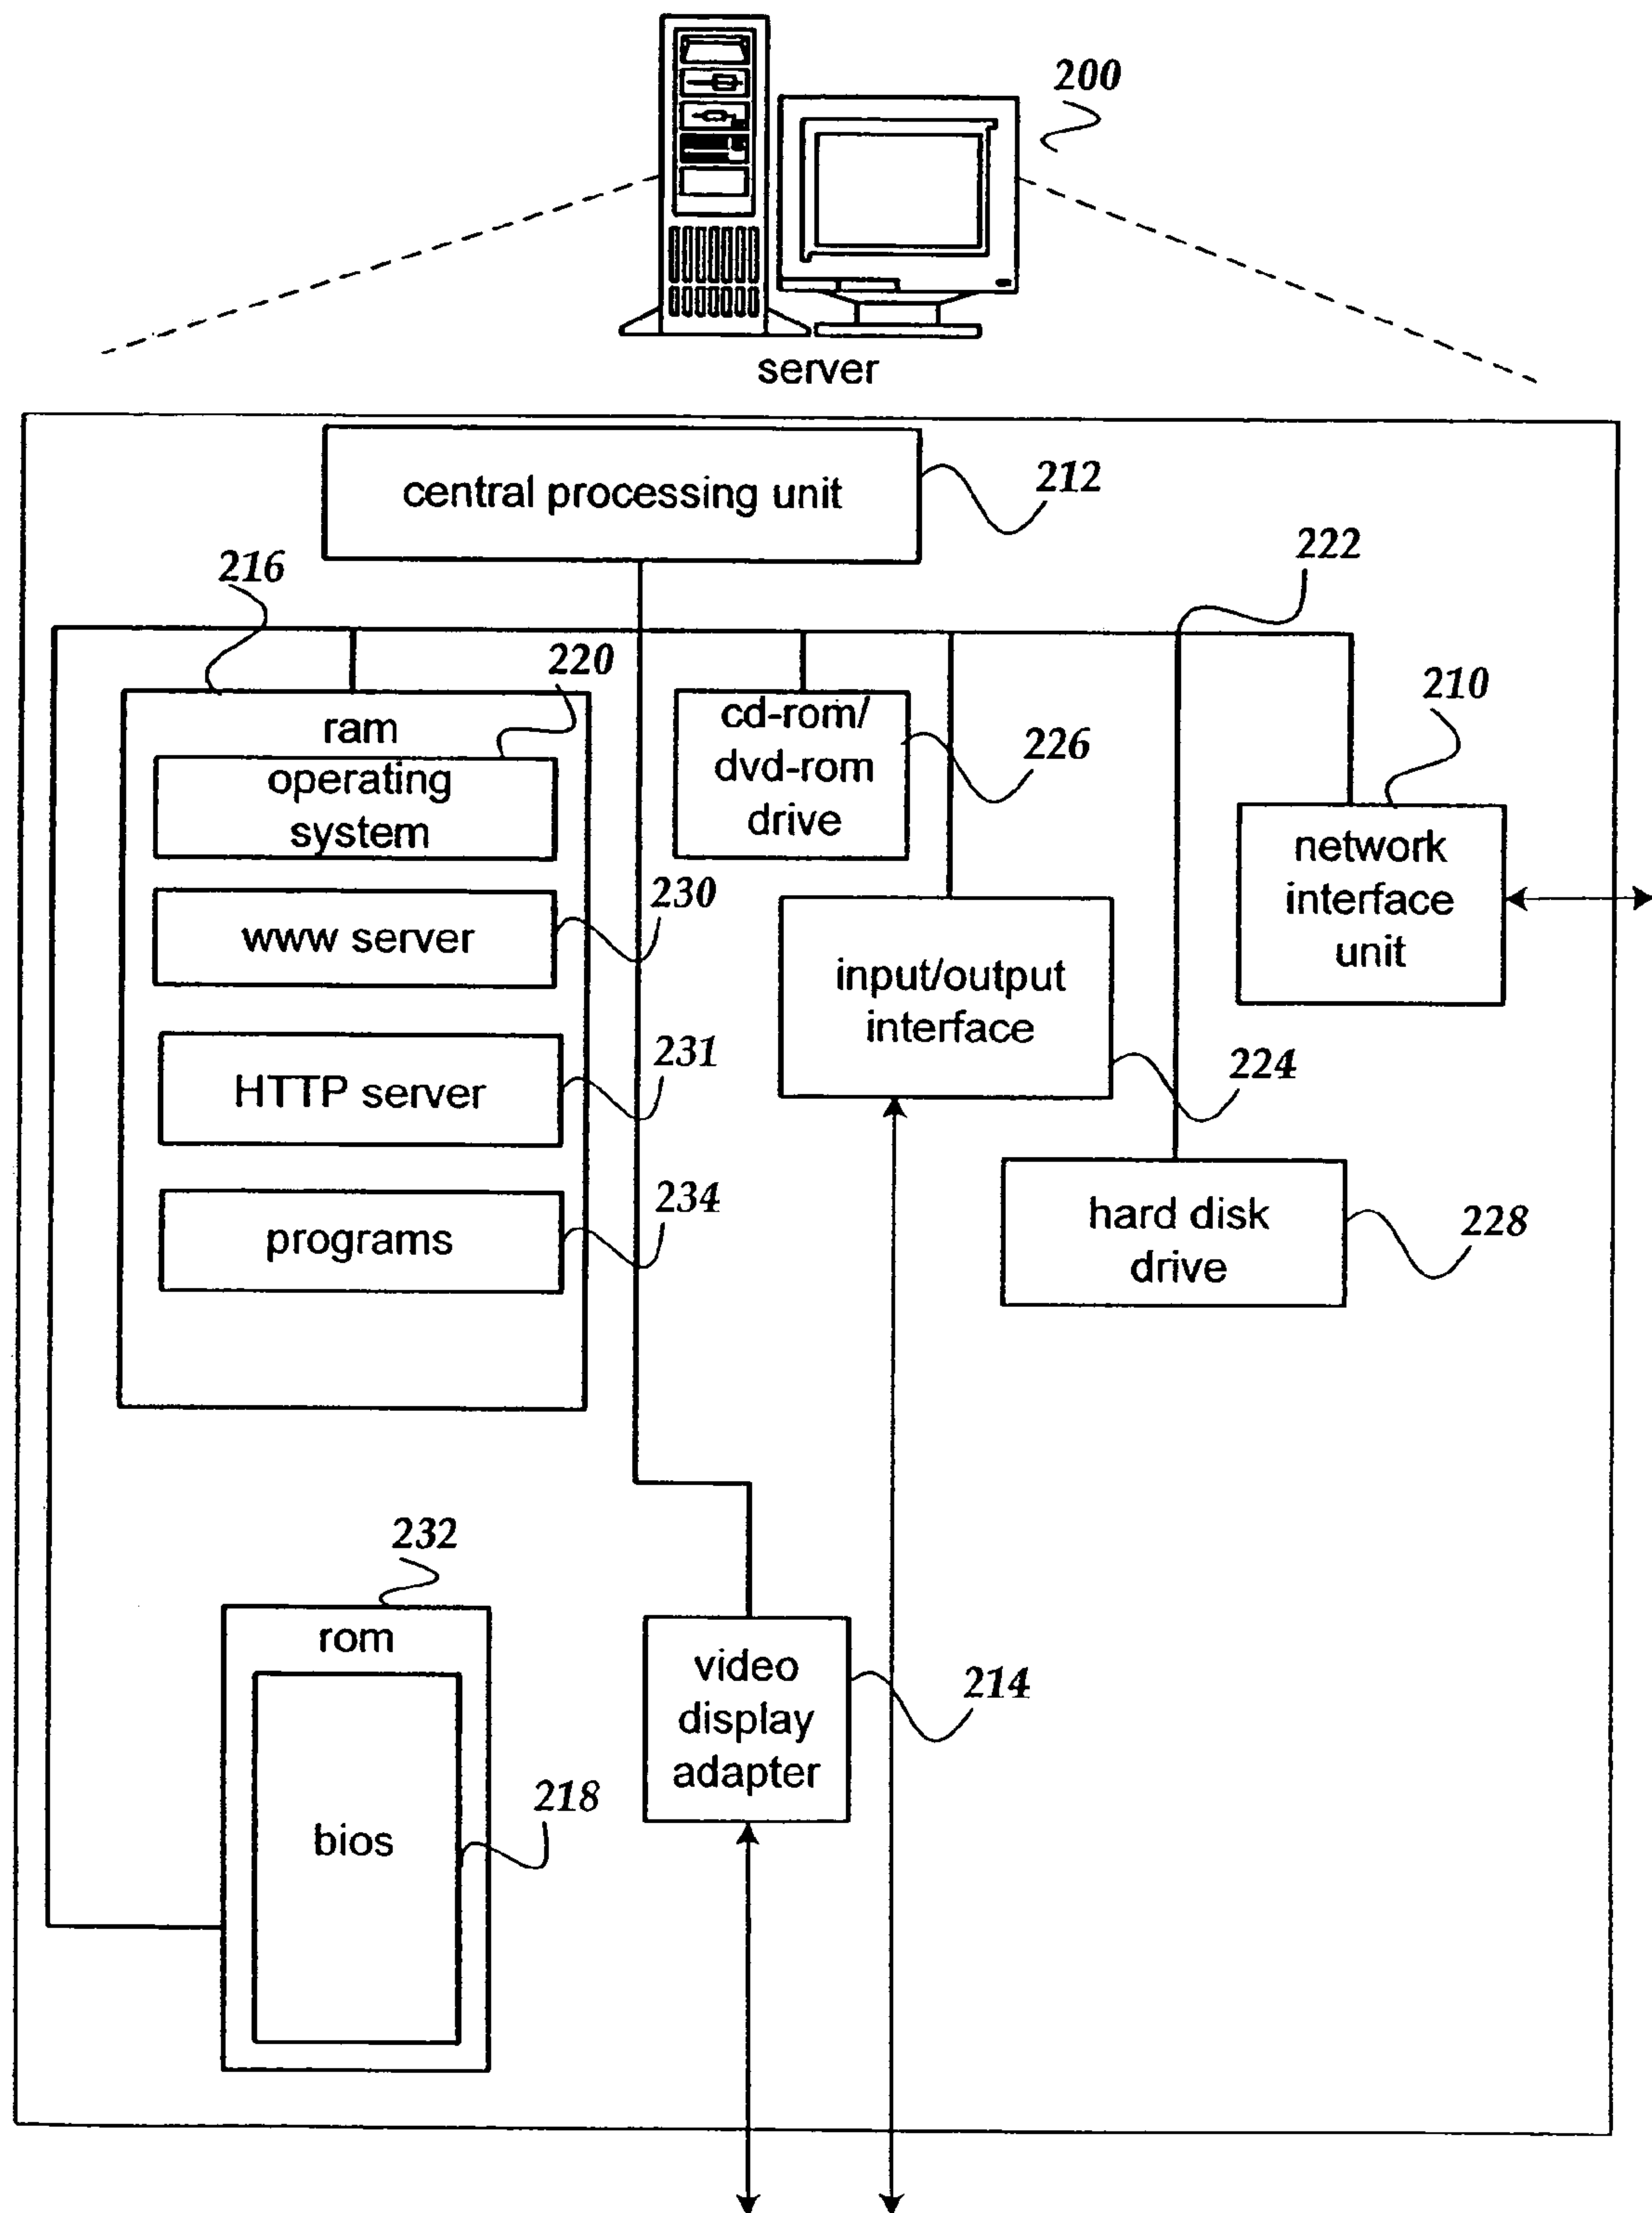 200
server
central processing unit
212
216
222
220
210
ram
operating
system
cd-rom/
dvd-rom
drive
226
network
interface
unit
230
www server
input/output
interface
231
HTTP server
224
234
programs
hard disk
drive
228
232
rom
video
display
adapter
214
218
bios